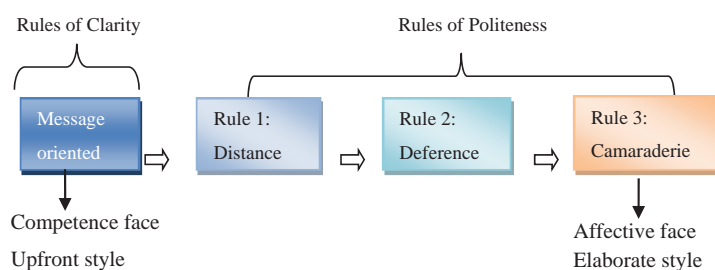 Rules of Clarity
Rules of Politeness
Message
oriented
Rule 1:
Distance
Rule 2:
Deference
Rule 3:
Camaraderie
Competence face
Upfront style
Affective face
Elaborate style